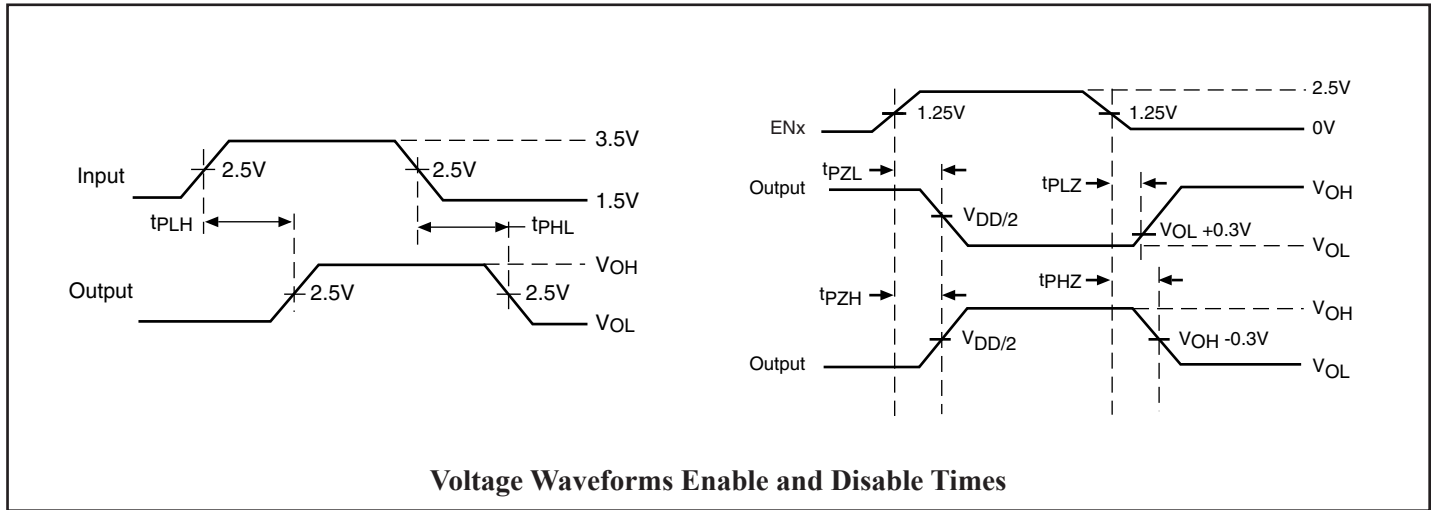 3.5V
2.5V
2.5V
Input
1.5V
tPLH
tPHL
VOH
Output
2.5V
2.5V
VOL
2.5V
1.25V
1.25V
ENx
0V
tPZL
tPLZ
Output
VOH
VDD/2
VOL +0.3V
VOL
tPZH
tPHZ
VOH
VDD/2
VOH -0.3V
Output
VOL
Voltage Waveforms Enable and Disable Times